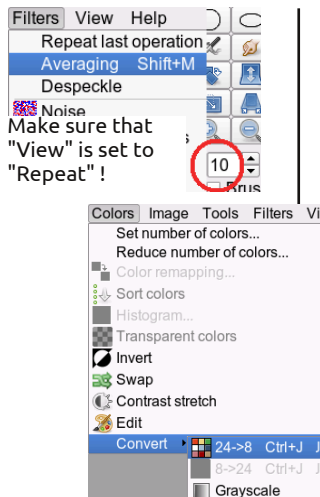 Filters View Help
Repeat last operation
Averaging Shift+M
Despeckle
Noise
Make sure that
"View" is set to
"Repeat" !
10
Brus
Colors Image Tools Filters Vi
Set number of colors...
Reduce number of colors...
Color remapping...
Sort colors
Histogram...
Transparent colors
Invert
Swap
Contrast stretch
Edit
Convert 24->8 Ctrl+J
8->24 Ctrl+J
Grayscale